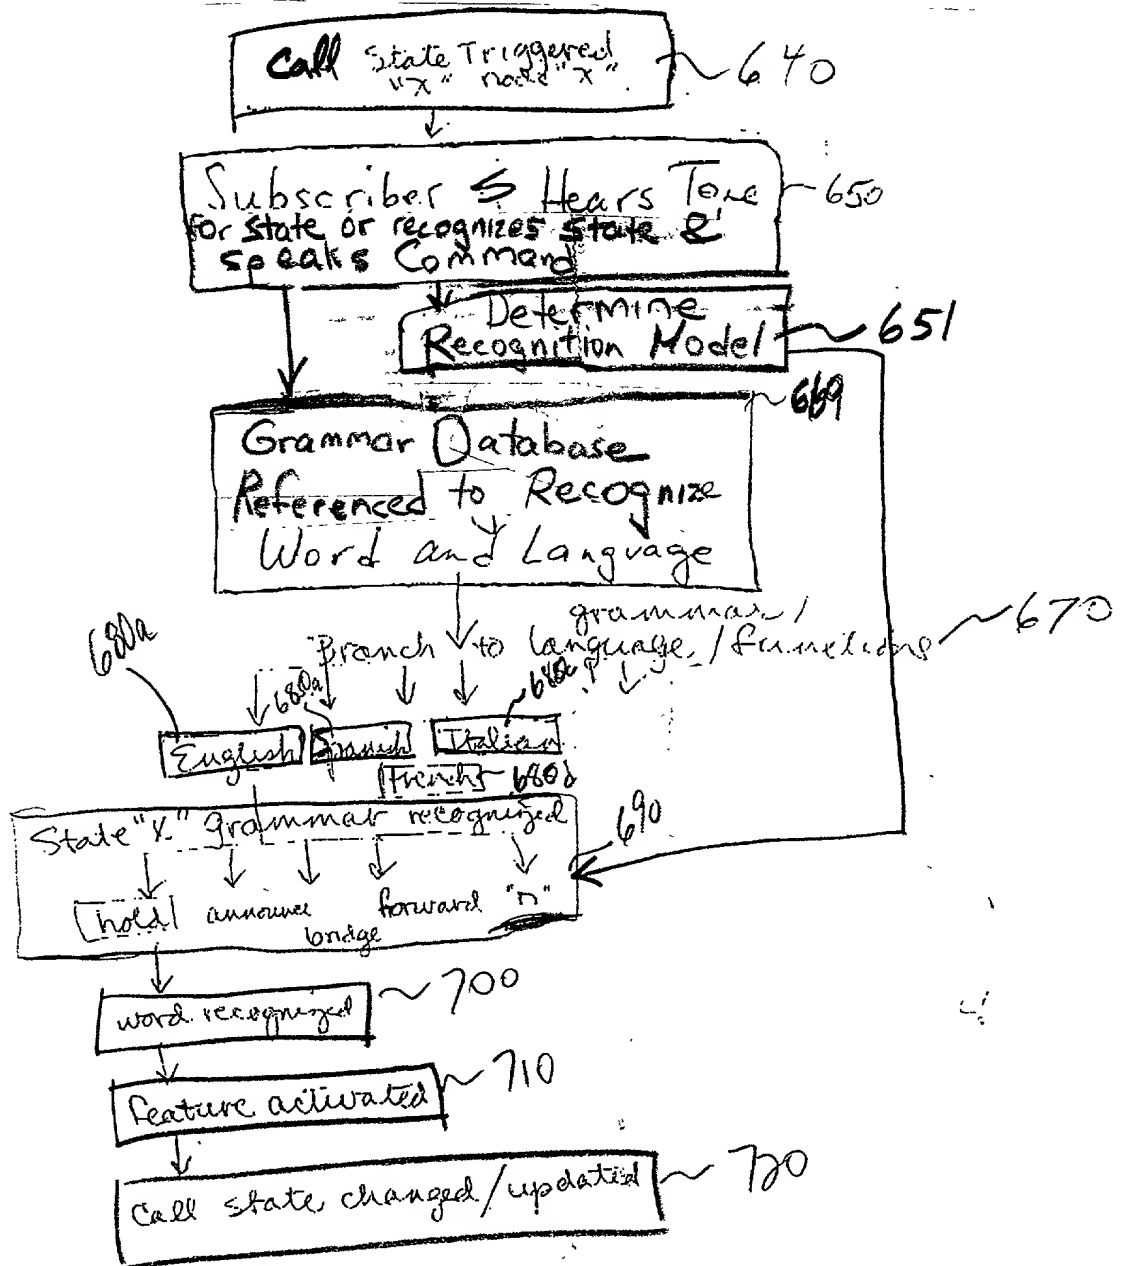 Call State Triggered
"X" node "X"
640
Subscriber S Hears Tone
for state or recognizes state &
speaks Command
650
Determine
Recognition Model
651
669
Grammar Database
Referenced to Recognize
Word and Language
grammar/
Branch to language/functions
670
680a
680a
English
Spanish
Italian
French
680d
State "X" grammar recognized
690
hold announce forward "n"
bridge
word recognized
700
Feature activated
710
Call state changed/updated
720